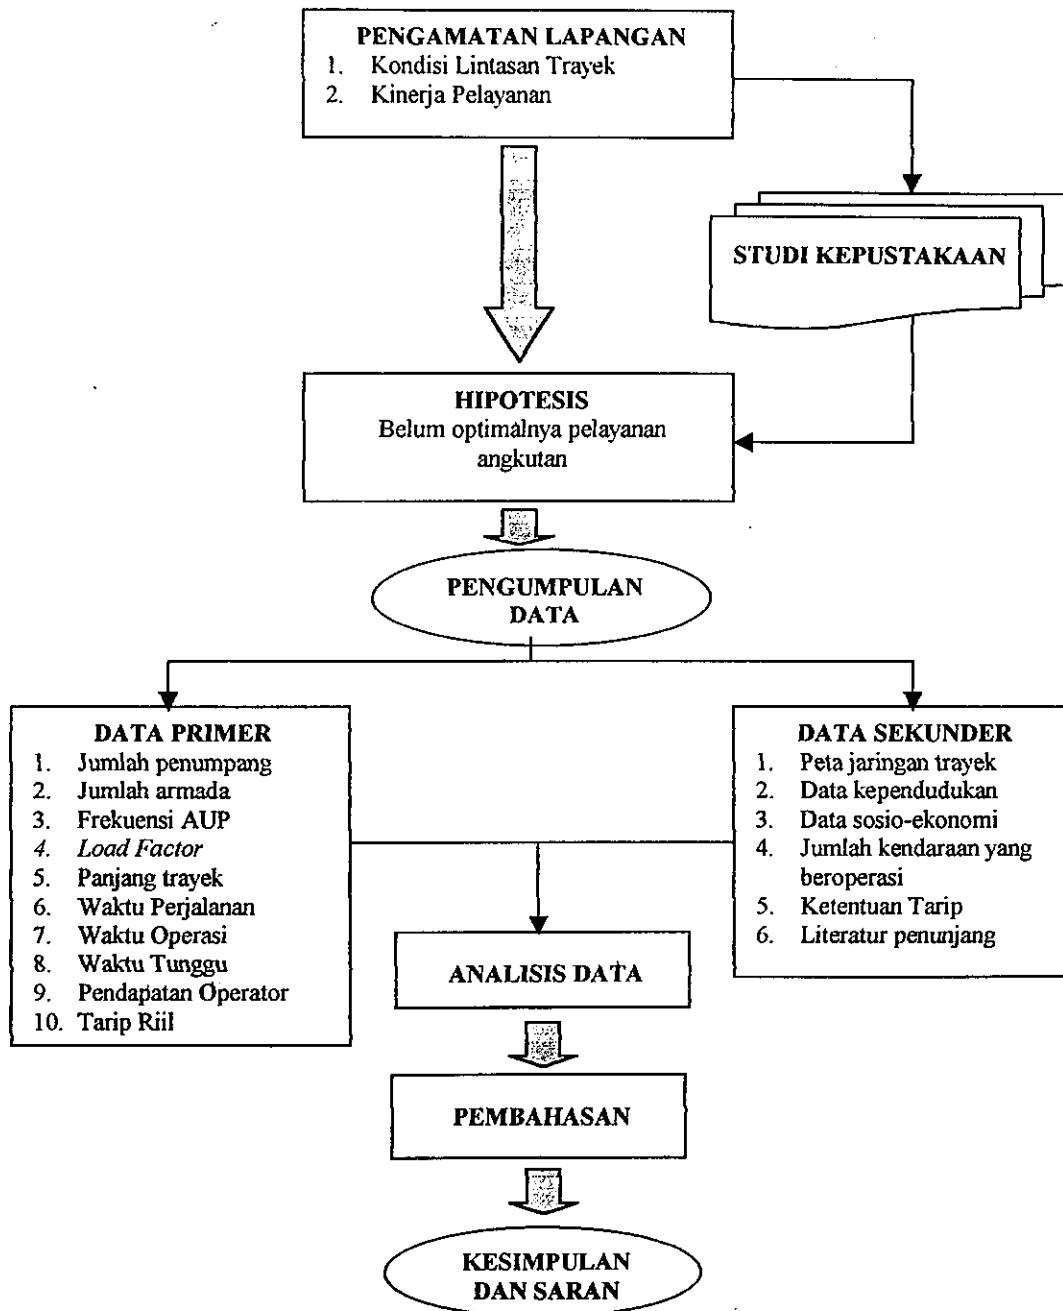 PENGAMATAN LAPANGAN
1. Kondisi Lintasan Trayek
2. Kinerja Pelayanan
STUDI KEPUSTAKAAN
HIPOTESIS
Belum optimalnya pelayanan
angkutan
PENGUMPULAN
DATA
DATA PRIMER
1. Jumlah penumpang
2. Jumlah armada
3. Frekuensi AUP
4. Load Factor
5. Panjang trayek
6. Waktu Perjalanan
7. Waktu Operasi
8. Waktu Tunggu
9. Pendapatan Operator
10. Tarip Riil
DATA SEKUNDER
1. Peta jaringan trayek
2. Data kependudukan
3. Data sosio-ekonomi
4. Jumlah kendaraan yang
beroperasi
5. Ketentuan Tarip
6. Literatur penunjang
ANALISIS DATA
PEMBAHASAN
KESIMPULAN
DAN SARAN